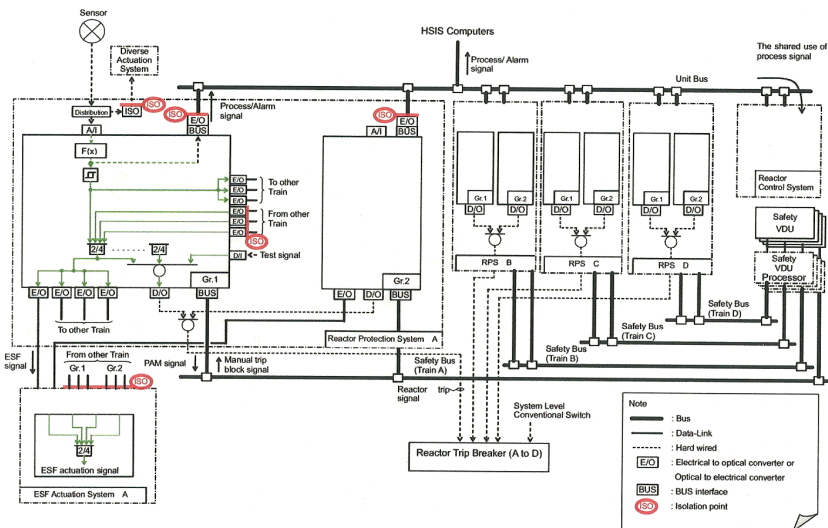 Sensor
Diverse
Actuation
System
HSIS Computers
Process/ Alarm
signal
The shared use of
process signal
Unit Bus
Distribution
ISO
ISO
Process/Alarm
signal
ISO
E/O
BUS
ISO
E/O
BUS
A/I
A/I
F(x)
E/O
E/O
E/O
To other
Train
E/O
E/O
E/O
From other
Train
ISO
D/I
Test signal
2/4
2/4
Gr.1
E/O
E/O
E/O
E/O
E/O
D/O
BUS
To other Train
Gr.2
E/O
D/O
BUS
Reactor Protection System A
Gr.1
Gr.2
D/O
D/O
RPS B
Gr.1
Gr.2
D/O
D/O
RPS C
Gr.1
Gr.2
D/O
D/O
RPS D
Reactor
Control System
Safety
VDU
Safety
VDU
Processor
Safety Bus
(Train D)
Safety Bus
(Train C)
Safety Bus
(Train B)
Safety Bus
(Train A)
ESF
signal
From other Train
Gr.1
Gr.2
ISO
PAM signal
Manual trip
block signal
Reactor trip
signal
System Level
Conventional Switch
Reactor Trip Breaker (A to D)
2/4
ESF actuation signal
ESF Actuation System A
Note
: Bus
: Data-Link
: Hard wired
E/O : Electrical to optical converter or
Optical to electrical converter
BUS : BUS interface
ISO : Isolation point